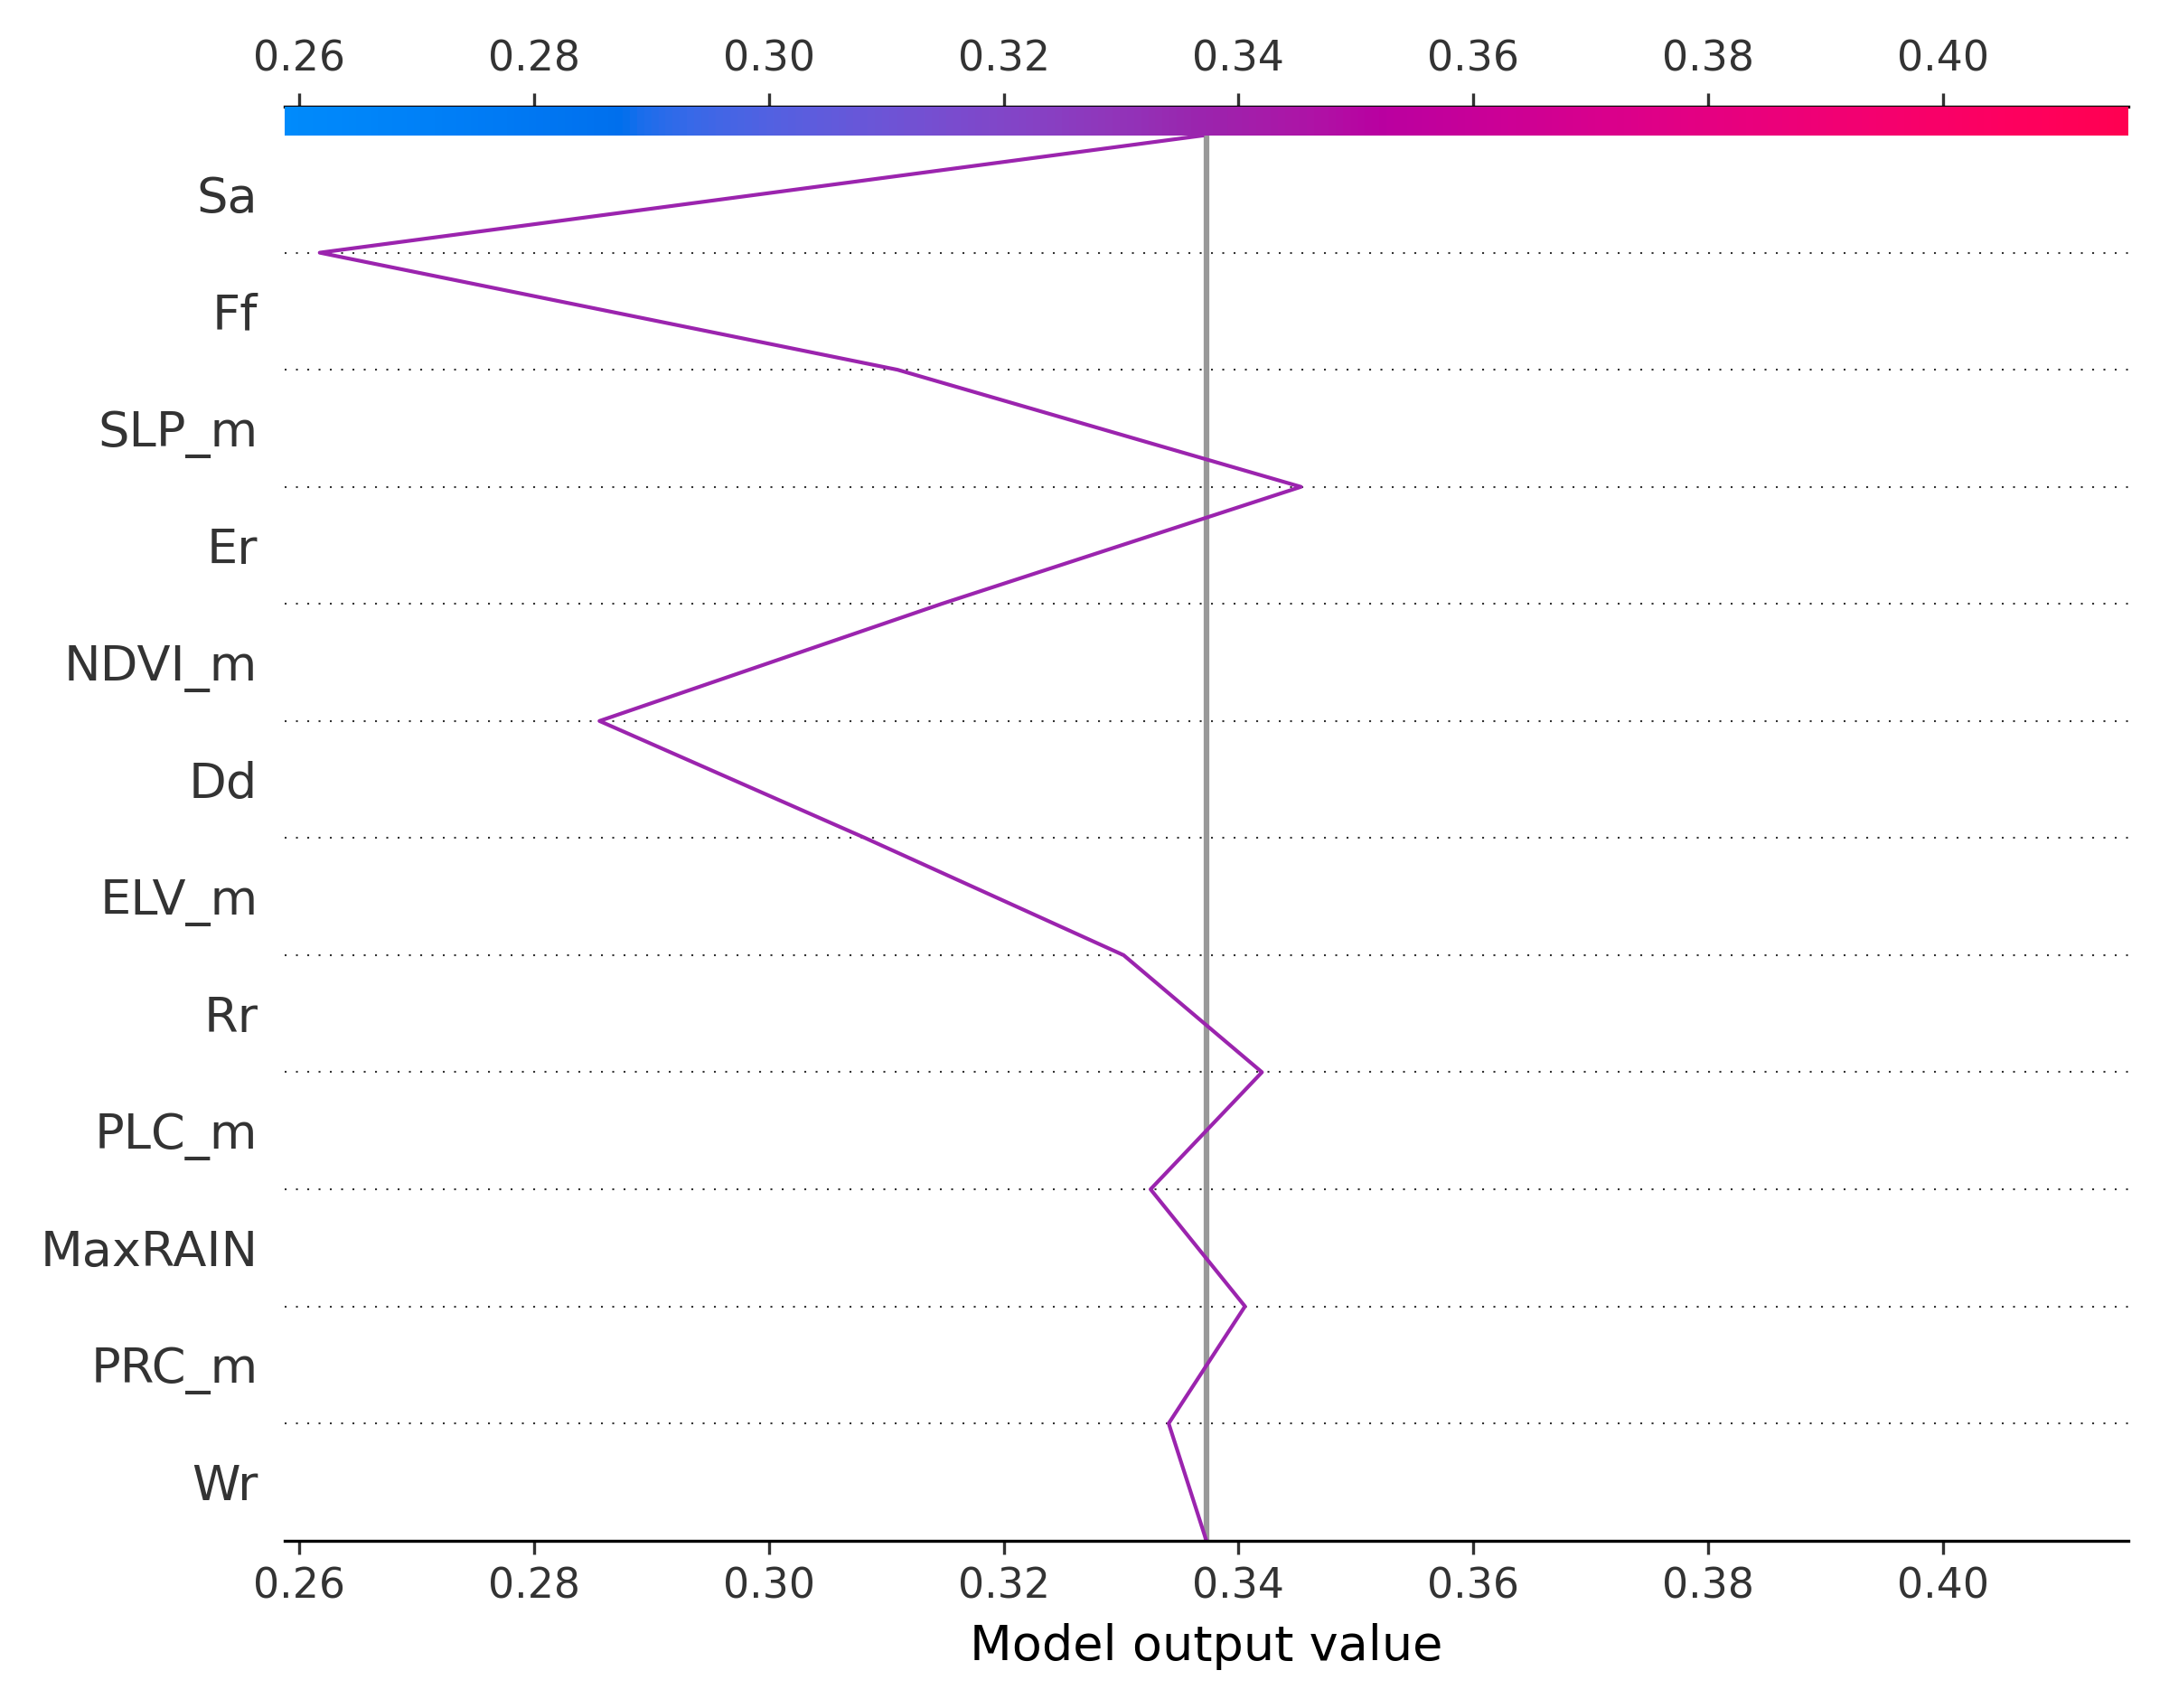 0.26 0.28 0.30 0.32 0.34 0.36 0.38 0.40
Sa
Ff
SLP_m
Er
NDVI_m
Dd
ELV_m
Rr
PLC_m
MaxRAIN
PRC_m
Wr
0.26 0.28 0.30 0.32 0.34 0.36 0.38 0.40
Model output value